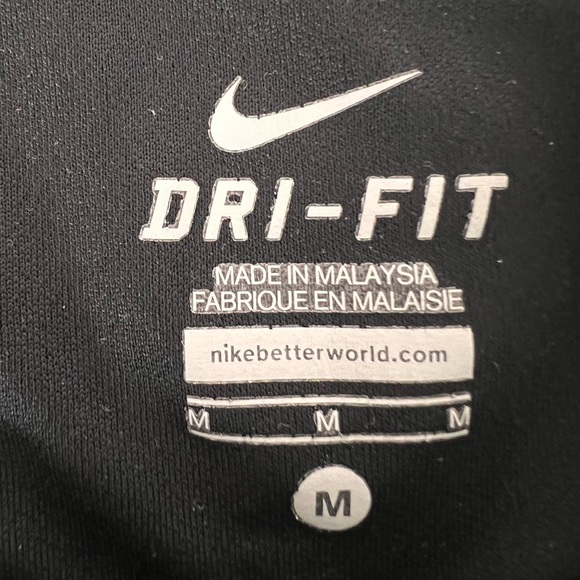 DRI-FIT
MADE IN MALAYSIA
FABRIQUE EN MALAISIE
nikebetterworld.com
M M M
M